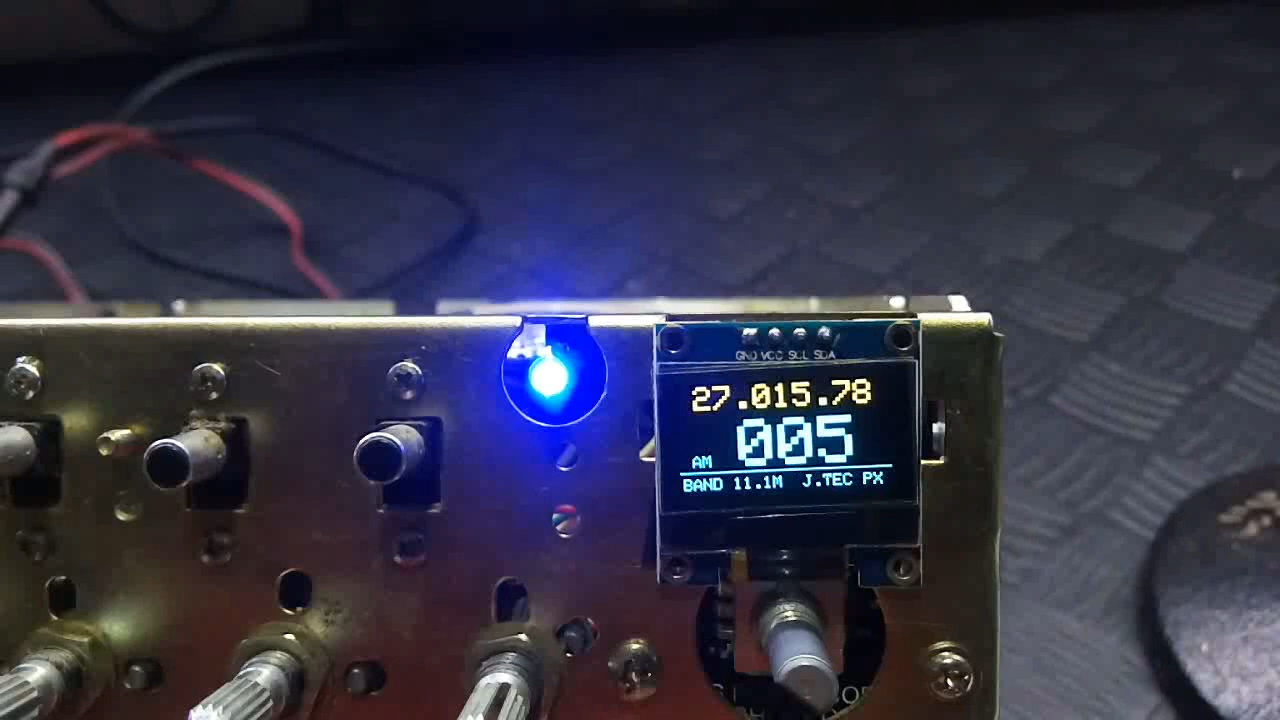 GND VCC SCL SDA
27.015.78
005
AM
BAND 11.1M J.TEC PX